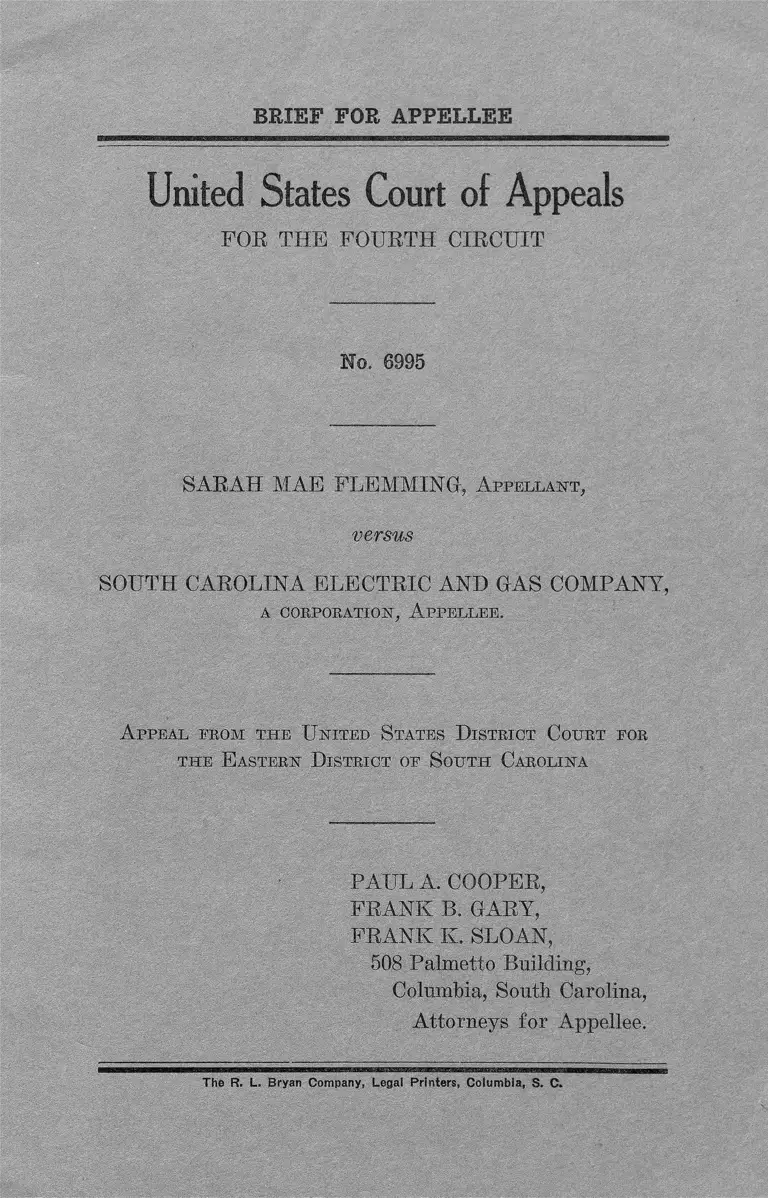 BRIEF FOR APPELLEE
United States Court of Appeals
FOR THE FOURTH CIRCUIT
No. 6995
SARAH MAE FLEMMING, APPELLANT,
versus
SOUTH CAROLINA ELECTRIC AND GAS COMPANY,
A CORPORATION, APPELLEE.
APPEAL FROM THE UNITED STATES DISTRICT COURT FOR
THE EASTERN DISTRICT OF SOUTH CAROLINA
PAUL A. COOPER,
FRANK B. GARY,
FRANK K. SLOAN,
508 Palmetto Building,
Columbia, South Carolina,
Attorneys for Appellee.
The R. L. Bryan Company, Legal Printers, Columbia, S. C.